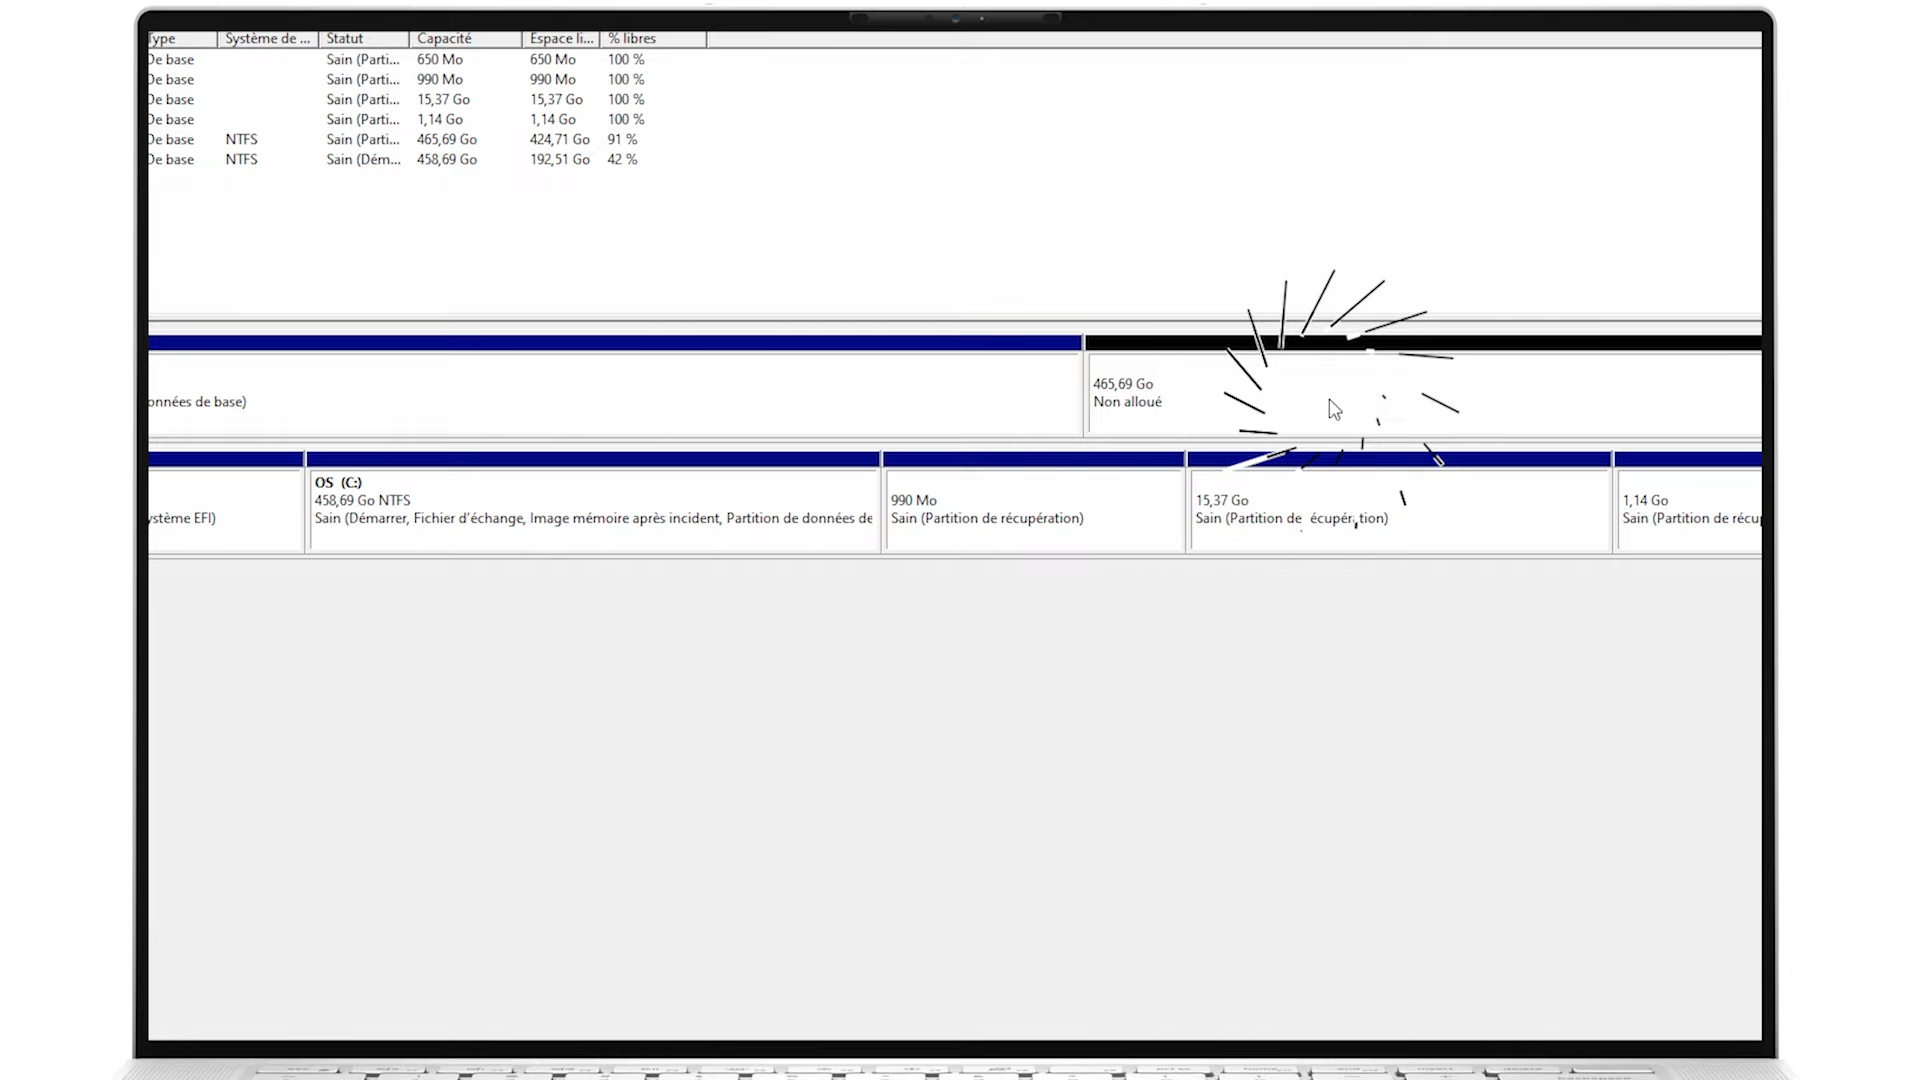 Type Système de ... Statut Capacité Espace li... % libres
De base Sain (Parti... 650 Mo 650 Mo 100 %
De base Sain (Parti... 990 Mo 990 Mo 100 %
De base Sain (Parti... 15,37 Go 15,37 Go 100 %
De base Sain (Parti... 1,14 Go 1,14 Go 100 %
De base NTFS Sain (Parti... 465,69 Go 424,71 Go 91 %
De base NTFS Sain (Dém... 458,69 Go 192,51 Go 42 %
465,69 Go
onnées de base) Non alloué
OS (C:)
458,69 Go NTFS 990 Mo 15,37 Go 1,14 Go
ystème EFI) Sain (Démarrer, Fichier d'échange, Image mémoire après incident, Partition de données de Sain (Partition de récupération) Sain (Partition de écupér tion) Sain (Partition de récup